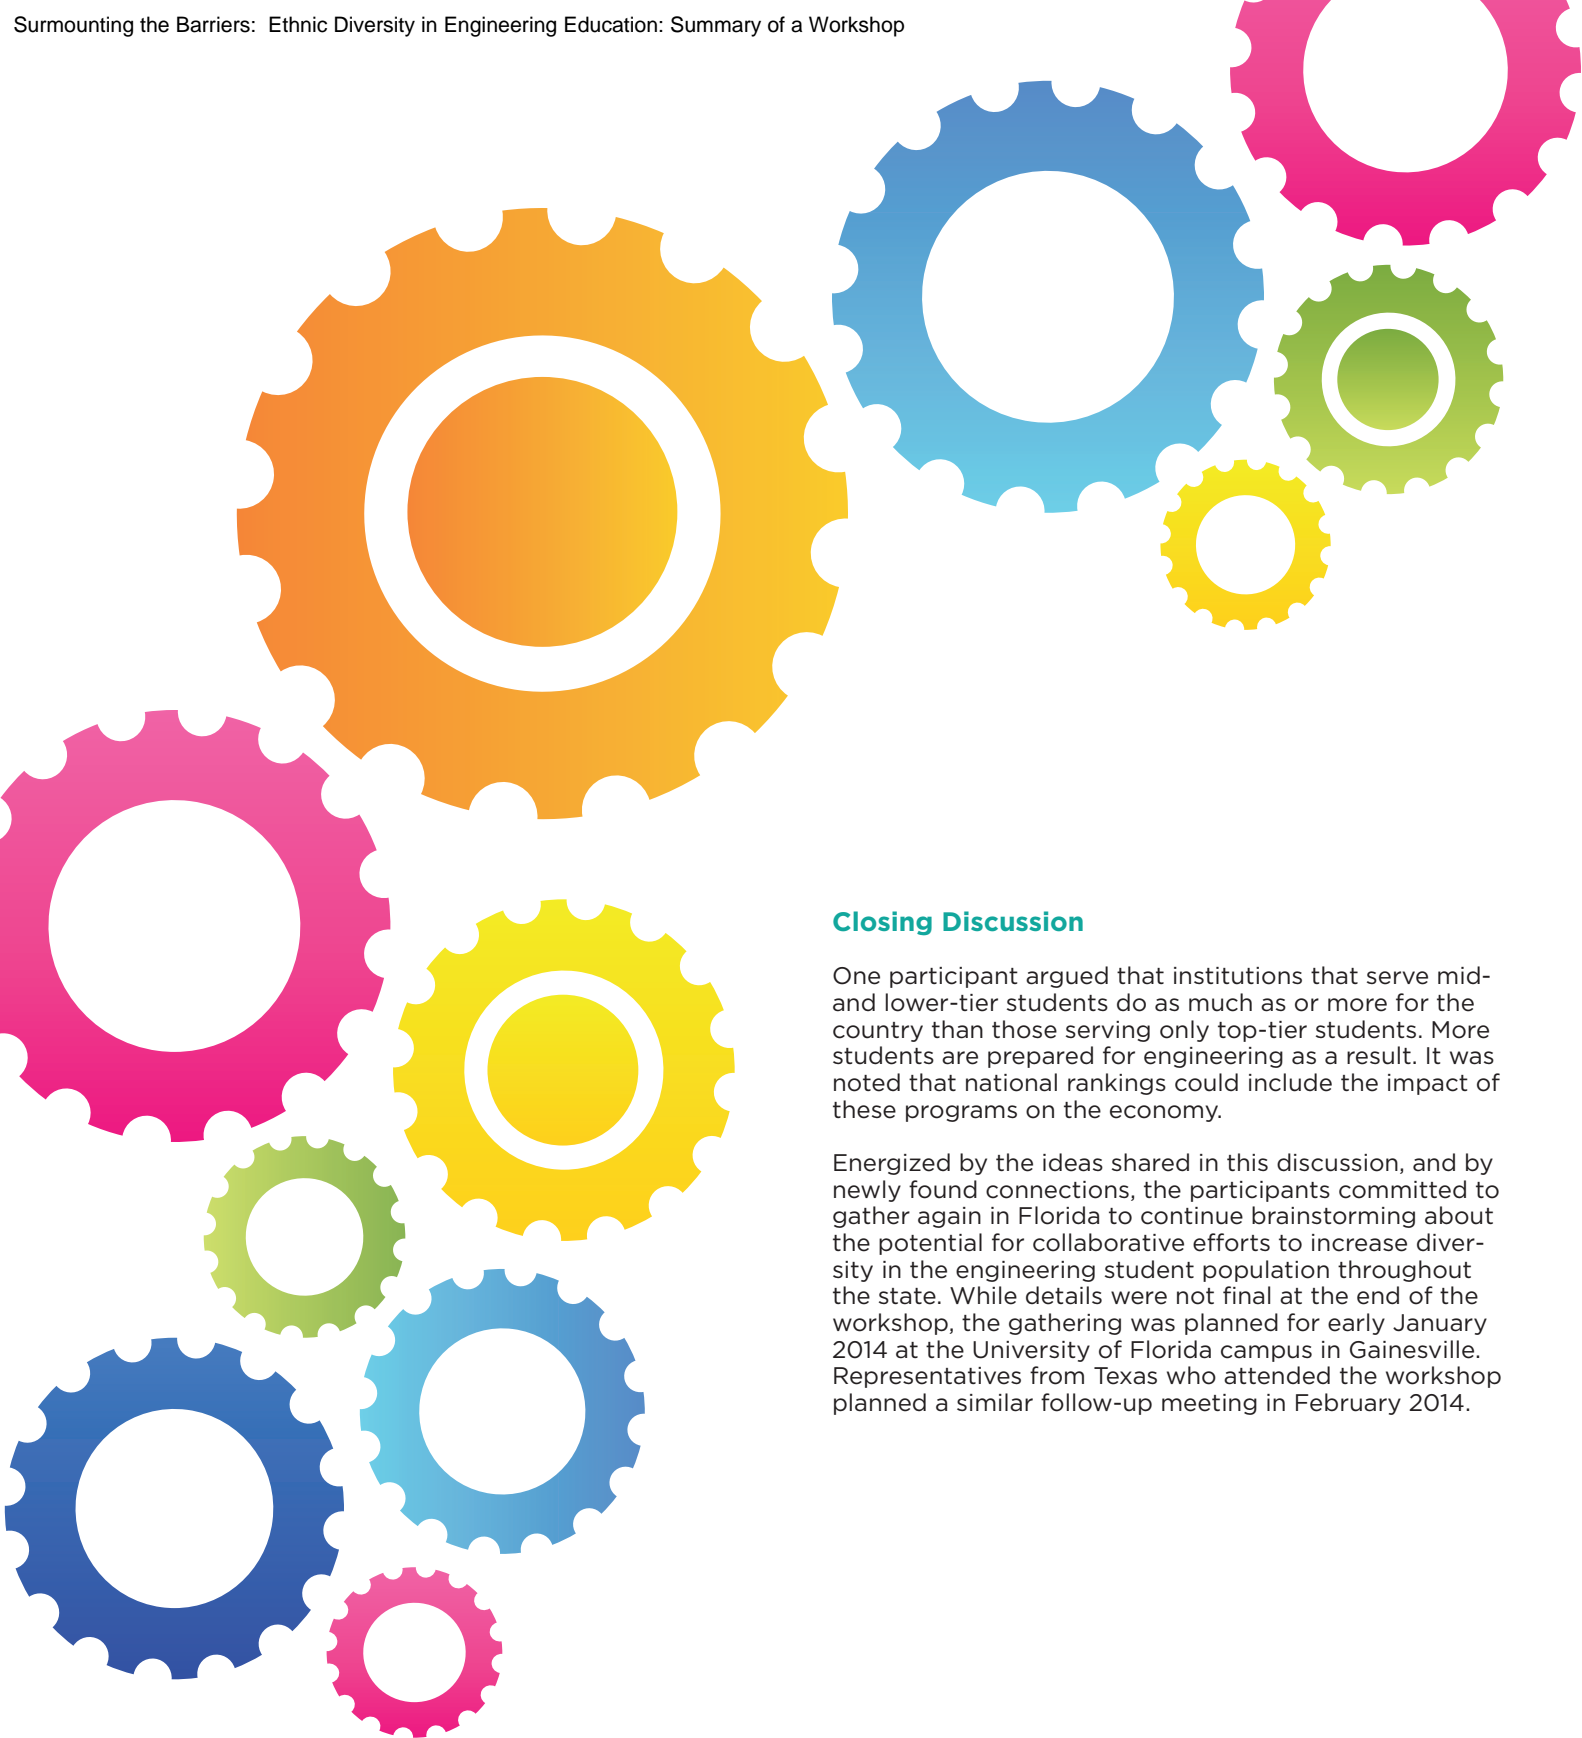 Surmounting the Barriers:  Ethnic Diversity in Engineering Education: Summary of a Workshop
Closing Discussion
One participant argued that institutions that serve mid-
and lower-tier students do as much as or more for the
country than those serving only top-tier students. More
students are prepared for engineering as a result. It was
noted that national rankings could include the impact of
these programs on the economy.
Energized by the ideas shared in this discussion, and by
newly found connections, the participants committed to
gather again in Florida to continue brainstorming about
the potential for collaborative efforts to increase diver-
sity in the engineering student population throughout
the state. While details were not final at the end of the
workshop, the gathering was planned for early January
2014 at the University of Florida campus in Gainesville.
Representatives from Texas who attended the workshop
planned a similar follow-up meeting in February 2014.